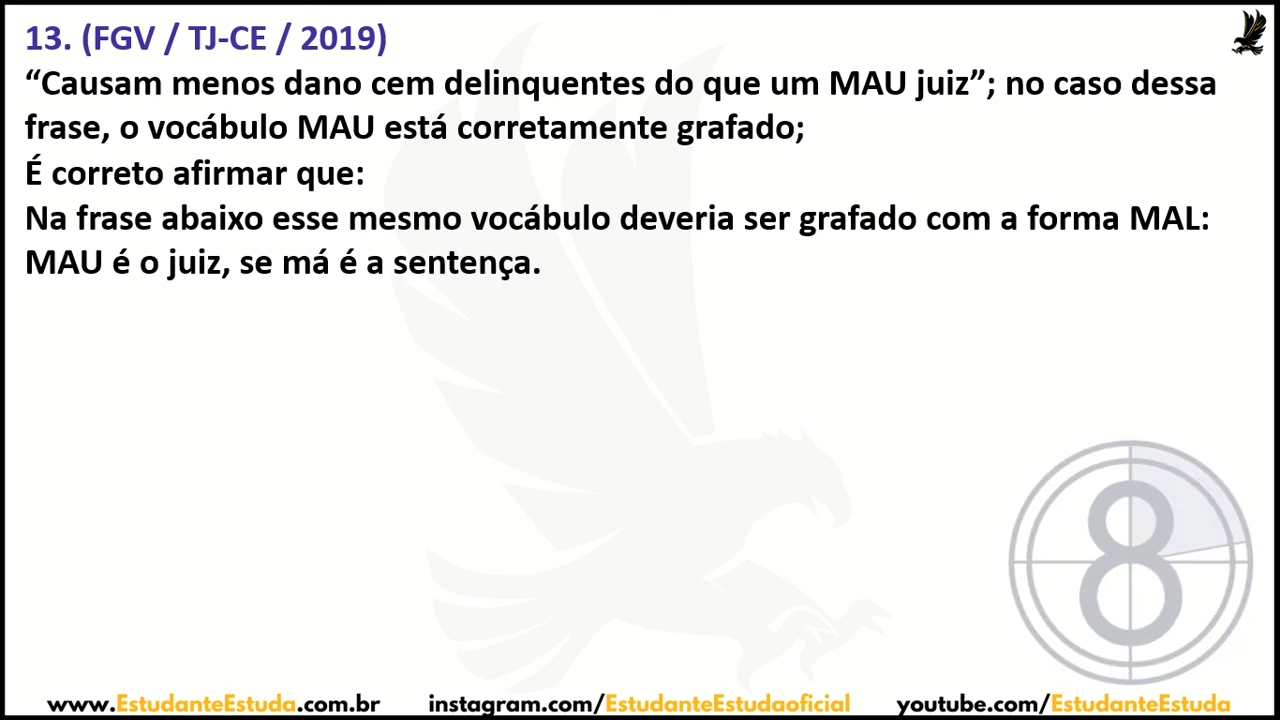 13. (FGV / TJ-CE / 2019)
“Causam menos dano cem delinquentes do que um MAU juiz”; no caso dessa
frase, o vocábulo MAU está corretamente grafado;
É correto afirmar que:
Na frase abaixo esse mesmo vocábulo deveria ser grafado com a forma MAL:
MAU é o juiz, se má é a sentença.
8
www.EstudanteEstuda.com.br instagram.com/EstudanteEstudaoficial youtube.com/EstudanteEstuda